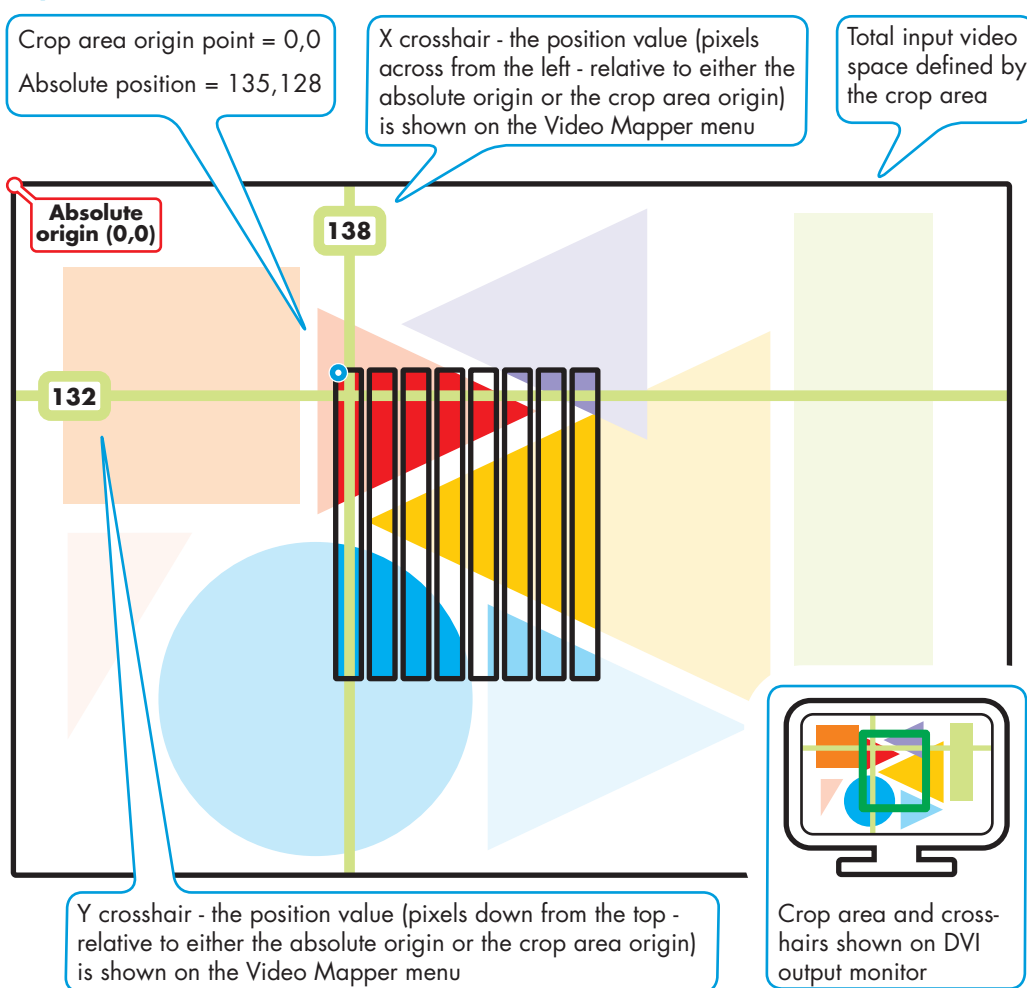 Crop area origin point = 0,0
Absolute position = 135,128
X crosshair - the position value (pixels
across from the left - relative to either the
absolute origin or the crop area origin)
is shown on the Video Mapper menu
Total input video
space defined by
the crop area
Absolute
origin (0,0)
138
132
Y crosshair - the position value (pixels down from the top -
relative to either the absolute origin or the crop area origin)
is shown on the Video Mapper menu
Crop area and cross-
hairs shown on DVI
output monitor